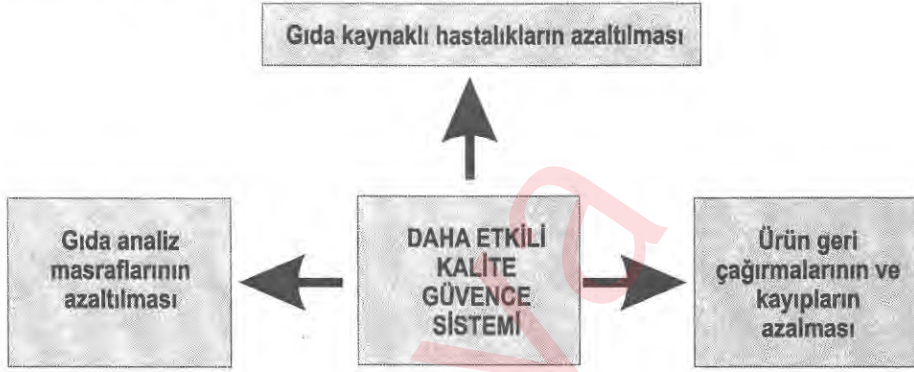 Gıda kaynaklı hastalıkların azaltılması
Gıda analiz
masraflarının
azaltılması
DAHA ETKİLİ
KALİTE
GÜVENCE
SİSTEMİ
Ürün geri
çağırmalarının ve
kayıpların
azalması